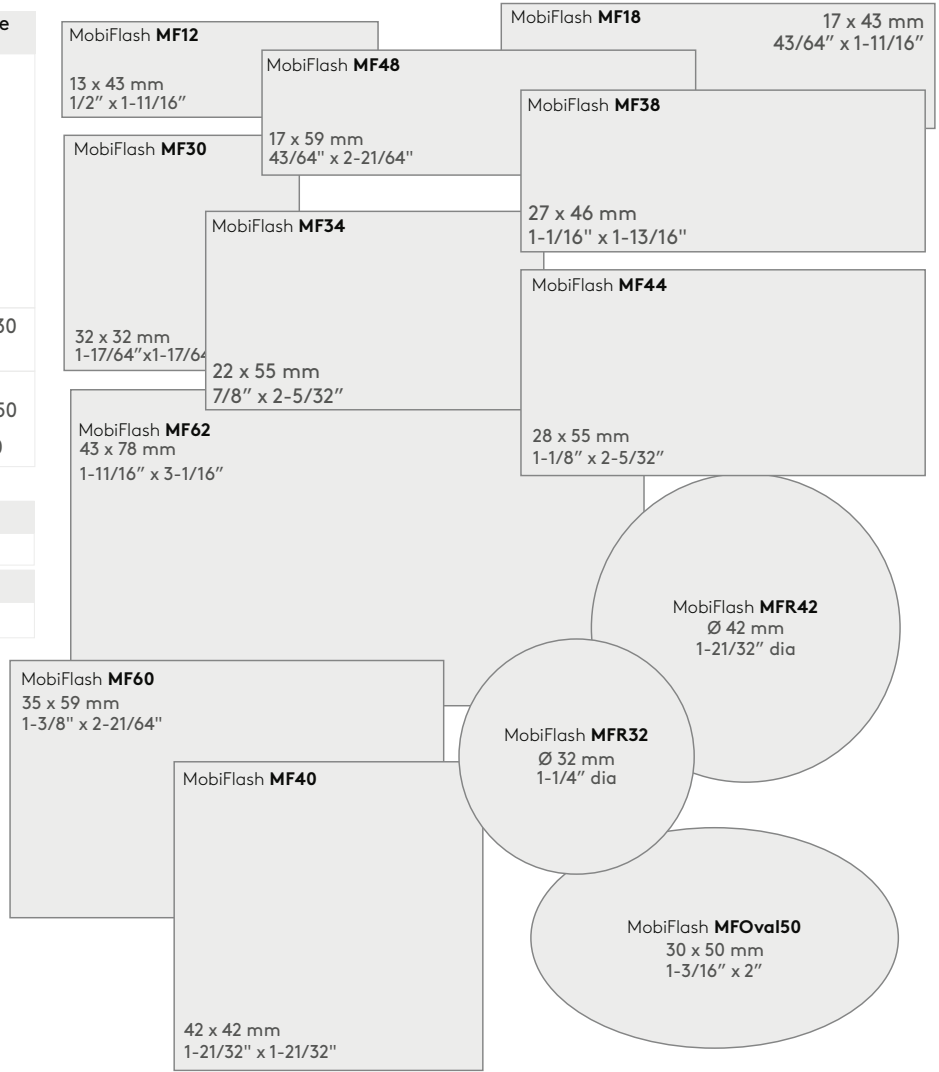 e
30
50
)
MobiFlash MF12
13 x 43 mm
1/2” x 1-11/16”
MobiFlash MF18
17 x 43 mm
43/64” x 1-11/16”
MobiFlash MF48
17 x 59 mm
43/64" x 2-21/64"
MobiFlash MF38
27 x 46 mm
1-1/16" x 1-13/16"
MobiFlash MF30
32 x 32 mm
1-17/64”x1-17/64
MobiFlash MF34
22 x 55 mm
7/8” x 2-5/32”
MobiFlash MF44
28 x 55 mm
1-1/8” x 2-5/32”
MobiFlash MF62
43 x 78 mm
1-11/16” x 3-1/16”
MobiFlash MFR42
Ø 42 mm
1-21/32” dia
MobiFlash MF60
35 x 59 mm
1-3/8" x 2-21/64"
MobiFlash MFR32
Ø 32 mm
1-1/4” dia
MobiFlash MF40
42 x 42 mm
1-21/32" x 1-21/32"
MobiFlash MFOval50
30 x 50 mm
1-3/16” x 2”